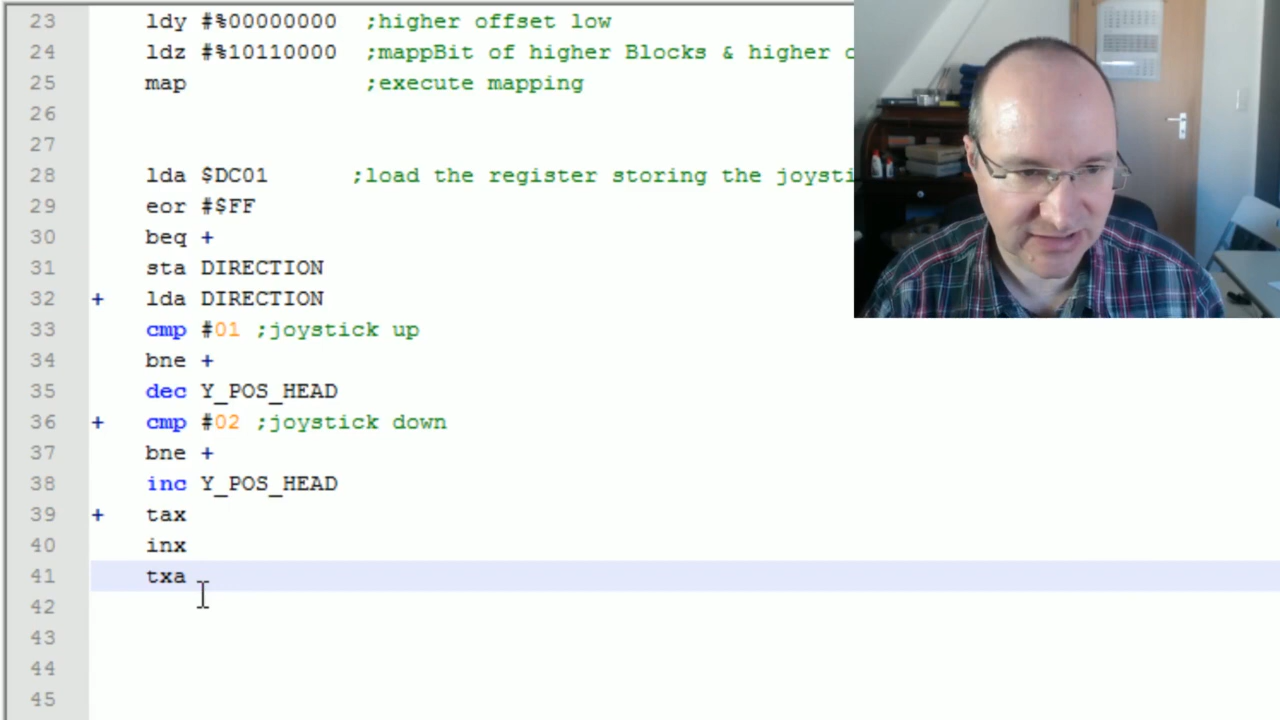 23 ldy #%00000000 ;higher offset low
24 ldz #%10110000 ;mappBit of higher Blocks & higher
25 map ;execute mapping
26
27
28 lda $DC01 ;load the register storing the
29 eor #$FF
30 beq +
31 sta DIRECTION
32 + lda DIRECTION
33 cmp #01 ;joystick up
34 bne +
35 dec Y_POS_HEAD
36 + cmp #02 ;joystick down
37 bne +
38 inc Y_POS_HEAD
39 + tax
40 inx
41 txa
42
43
44
45